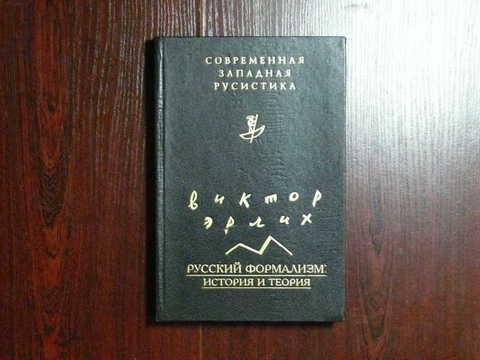 СОВРЕМЕННАЯ
ЗАПАДНАЯ
РУСИСТИКА
виктор
эрлих
РУССКИЙ ФОРМАЛИЗМ:
ИСТОРИЯ И ТЕОРИЯ